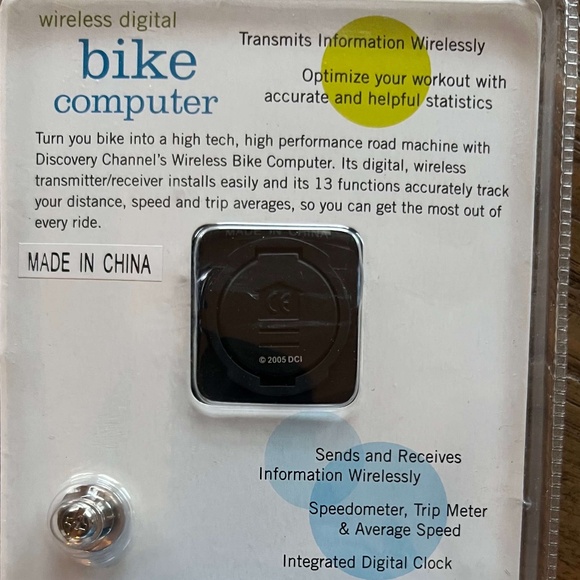 wireless digital
bike
computer
Transmits Information Wirelessly
Optimize your workout with
accurate and helpful statistics
Turn you bike into a high tech, high performance road machine with
Discovery Channel's Wireless Bike Computer. Its digital, wireless
transmitter/receiver installs easily and its 13 functions accurately track
your distance, speed and trip averages, so you can get the most out of
every ride.
MADE IN CHINA
MADE IN CHINA
CE
© 2005 DCI
Sends and Receives
Information Wirelessly
Speedometer, Trip Meter
& Average Speed
Integrated Digital Clock